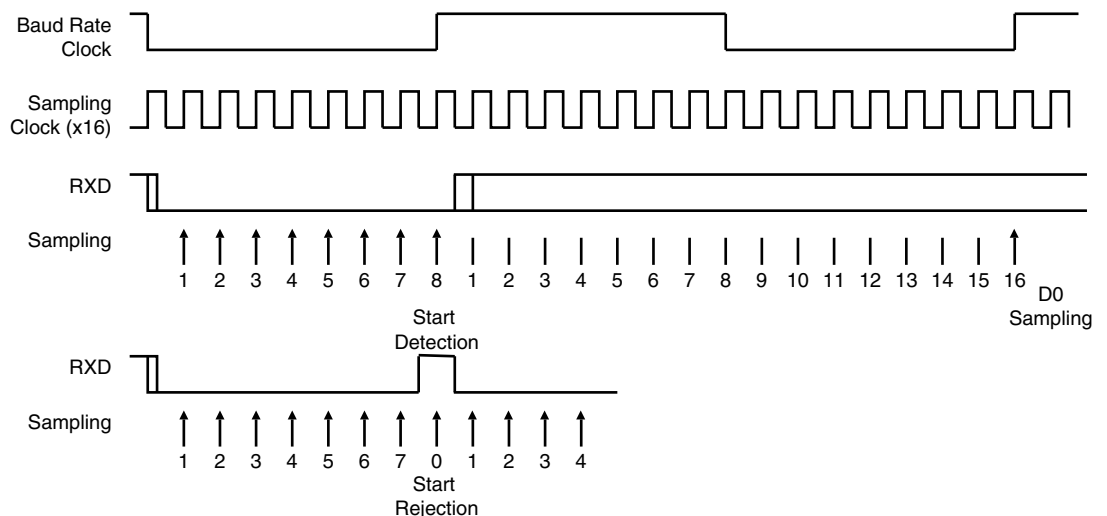 Baud Rate
Clock
Sampling
Clock (x16)
RXD
Sampling
1 2 3 4 5 6 7 8 1 2 3 4 5 6 7 8 9 10 11 12 13 14 15 16
D0
Sampling
Start
Detection
RXD
Sampling
1 2 3 4 5 6 7 0 1 2 3 4
Start
Rejection